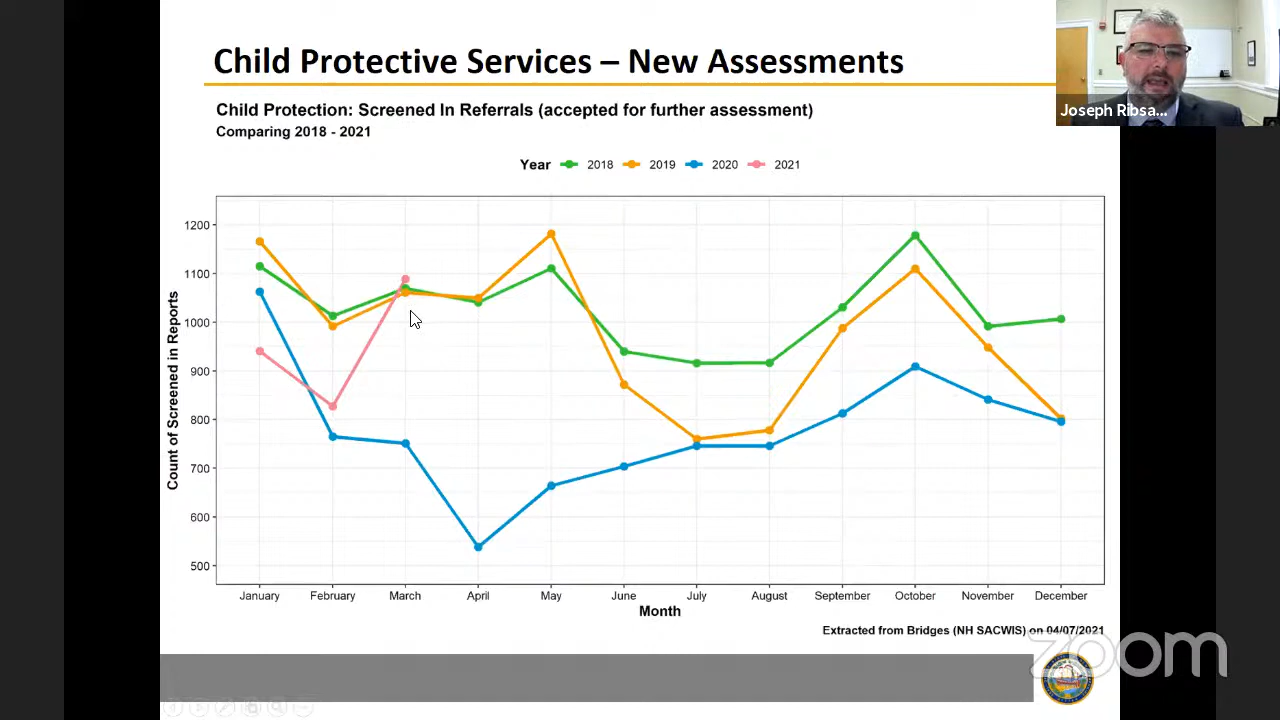 Child Protective Services – New Assessments
Joseph Ribsa...
Child Protection: Screened In Referrals (accepted for further assessment)
Comparing 2018 - 2021
Year 2018 2019 2020 2021
Count of Screened in Reports
1200
1100
1000
900
800
700
600
500
January February March April May June July August September October November December
Month
Extracted from Bridges (NH SACWIS) on 04/07/2021
zoom